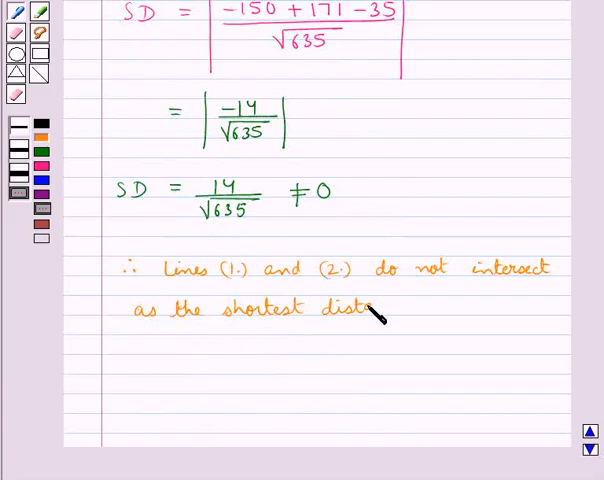 SD = | -150 + 171 - 35 / √635 |
= | -14 / √635 |
SD = 14 / √635 ≠ 0
∴ Lines (1.) and (2.) do not intersect
as the shortest dista